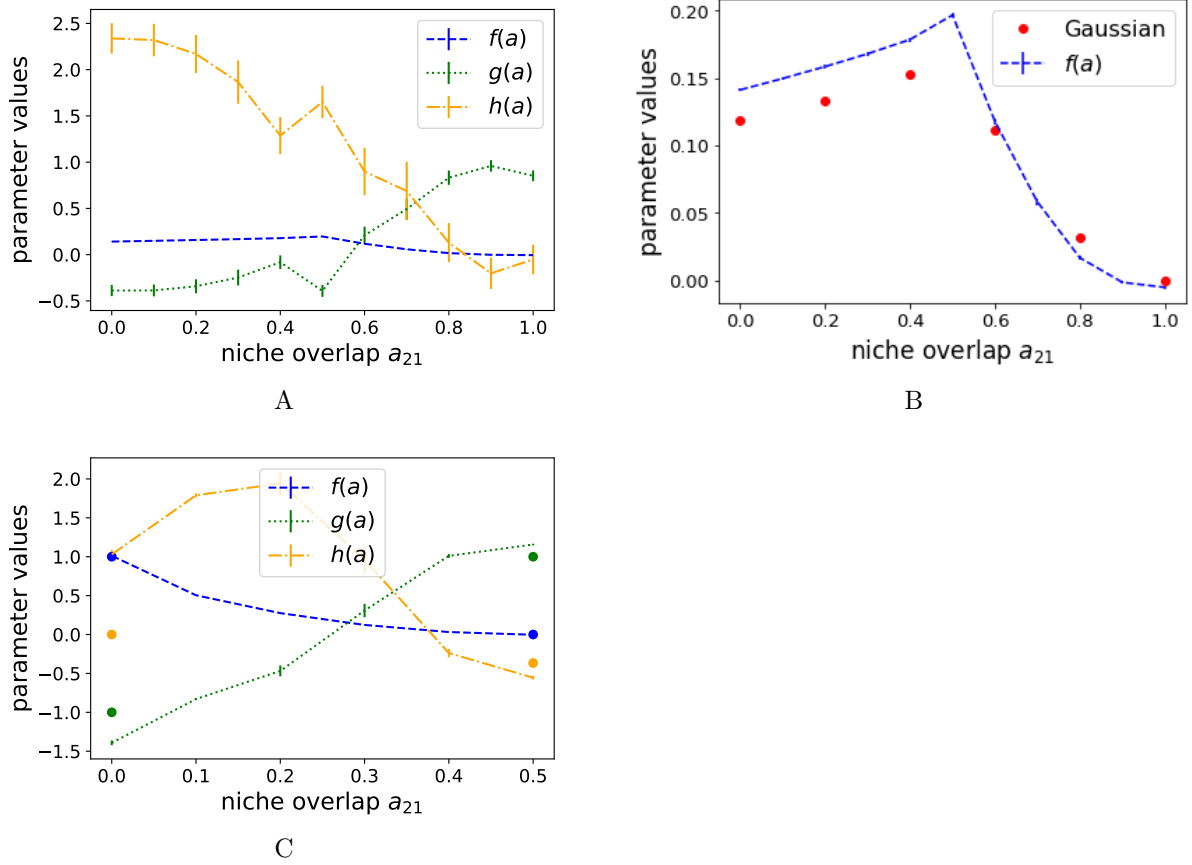 2.5
2.0
1.5
1.0
0.5
0.0
−0.5
parameter values
f(a)
g(a)
h(a)
0.0 0.2 0.4 0.6 0.8 1.0
niche overlap a₂₁
A
0.20
0.15
0.10
0.05
0.00
parameter values
Gaussian
f(a)
0.0 0.2 0.4 0.6 0.8 1.0
niche overlap a₂₁
B
2.0
1.5
1.0
0.5
0.0
−0.5
−1.0
−1.5
parameter values
f(a)
g(a)
h(a)
0.0 0.1 0.2 0.3 0.4 0.5
niche overlap a₂₁
C